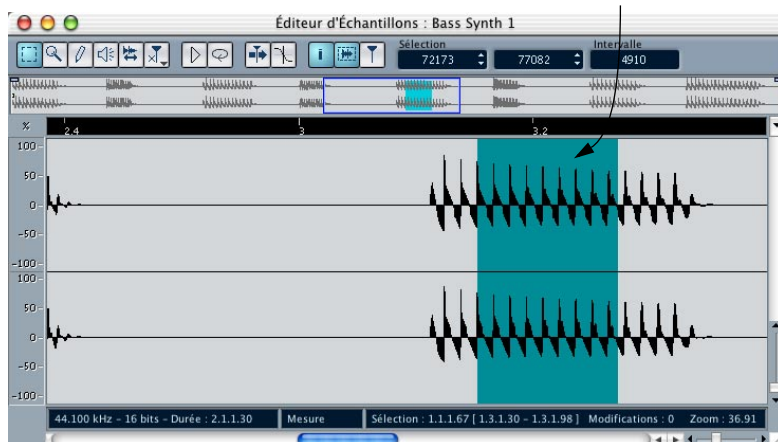 Éditeur d'Échantillons : Bass Synth 1
Sélection Intervalle
72173 77082 4910
% 2.4 3 3.2
100
50
0
-50
-100
100
50
0
-50
-100
44.100 kHz - 16 bits - Durée : 2.1.1.30 Mesure Sélection : 1.1.1.67 [ 1.3.1.30 - 1.3.1.98 ] Modifications : 0 Zoom : 36.91